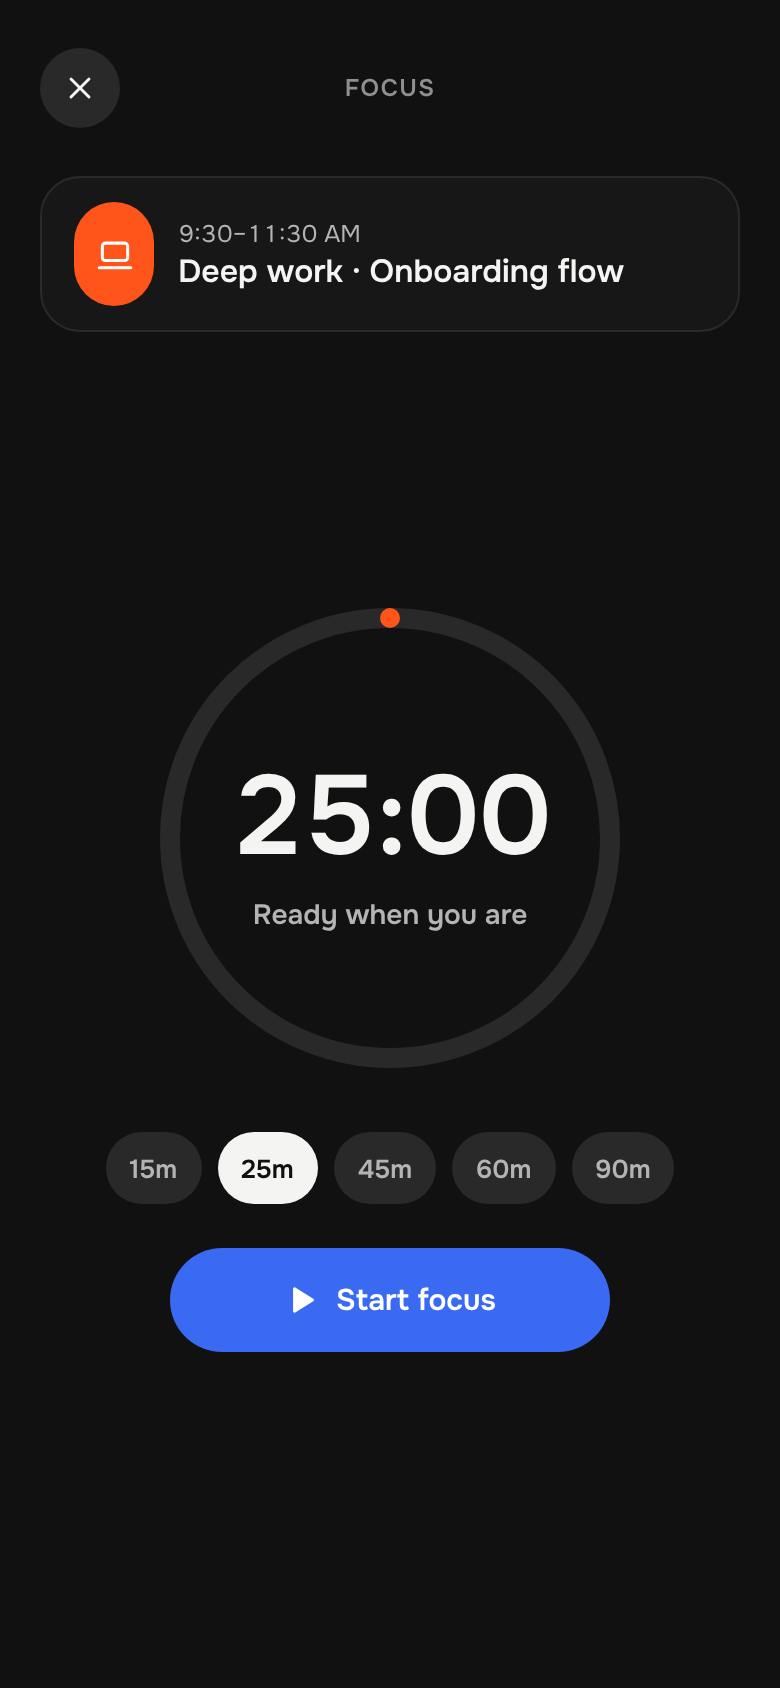 FOCUS
9:30–11:30 AM
Deep work · Onboarding flow
25:00
Ready when you are
15m 25m 45m 60m 90m
Start focus